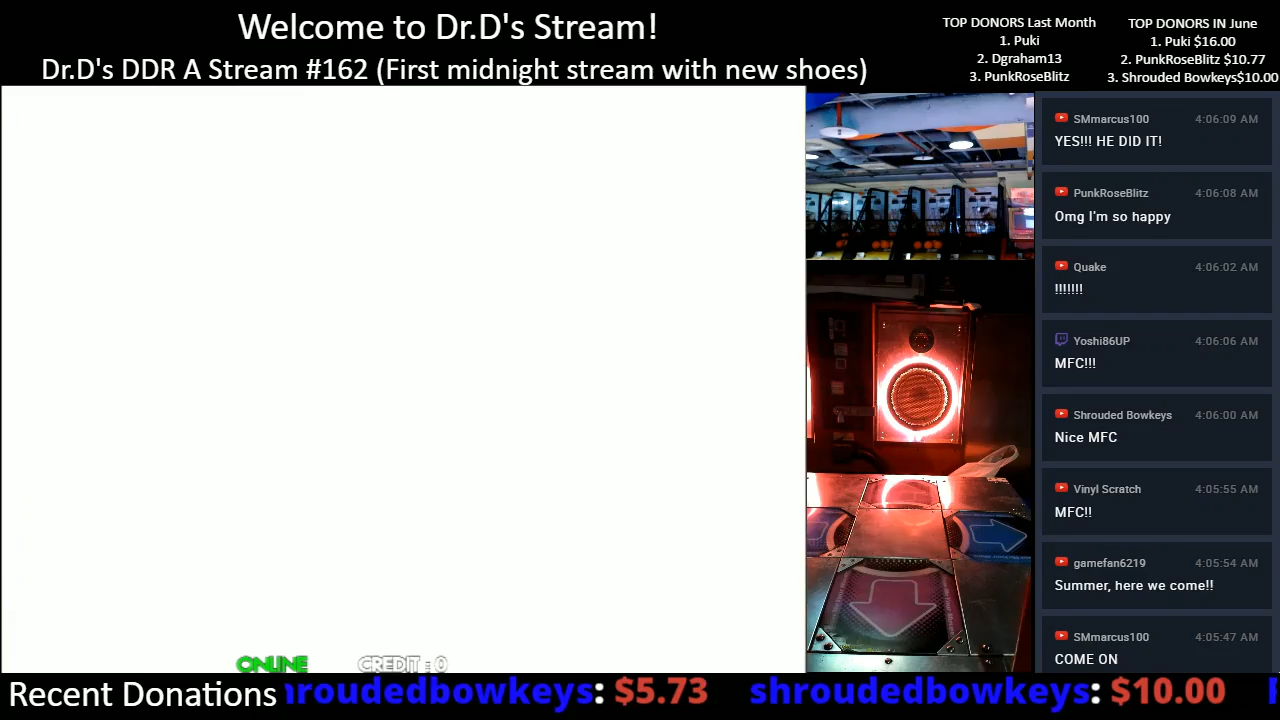 Welcome to Dr.D's Stream!
Dr.D's DDR A Stream #162 (First midnight stream with new shoes)
TOP DONORS Last Month
1. Puki
2. Dgraham13
3. PunkRoseBlitz
TOP DONORS IN June
1. Puki $16.00
2. PunkRoseBlitz $10.77
3. Shrouded Bowkeys$10.00
SMmarcus100 4:06:09 AM
YES!!! HE DID IT!
PunkRoseBlitz 4:06:08 AM
Omg I'm so happy
Quake 4:06:02 AM
!!!!!!!
Yoshi86UP 4:06:06 AM
MFC!!!
Shrouded Bowkeys 4:06:00 AM
Nice MFC
Vinyl Scratch 4:05:55 AM
MFC!!
gamefan6219 4:05:54 AM
Summer, here we come!!
SMmarcus100 4:05:47 AM
COME ON
ONLINE CREDIT : 0
Recent Donations hroudedbowkeys: $5.73 shroudedbowkeys: $10.00